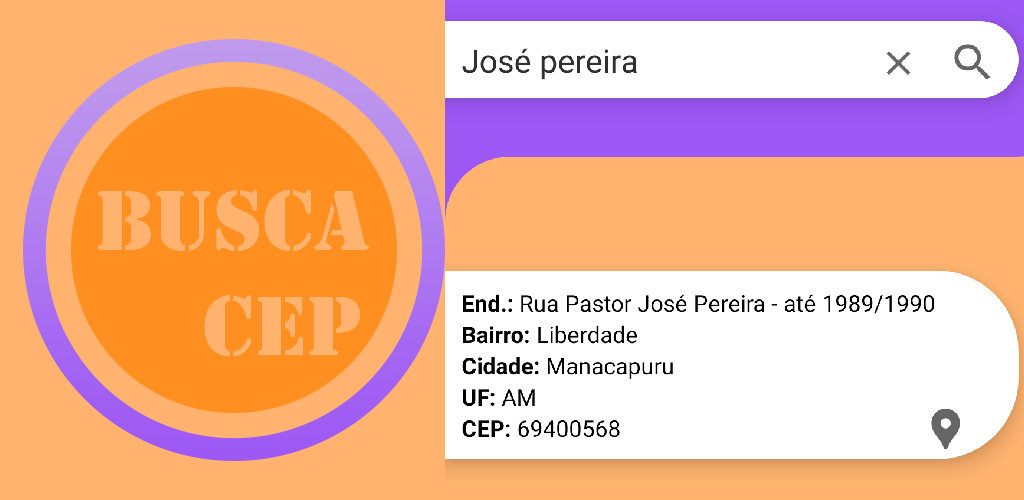 BUSCA
CEP
José pereira
End.: Rua Pastor José Pereira - até 1989/1990
Bairro: Liberdade
Cidade: Manacapuru
UF: AM
CEP: 69400568